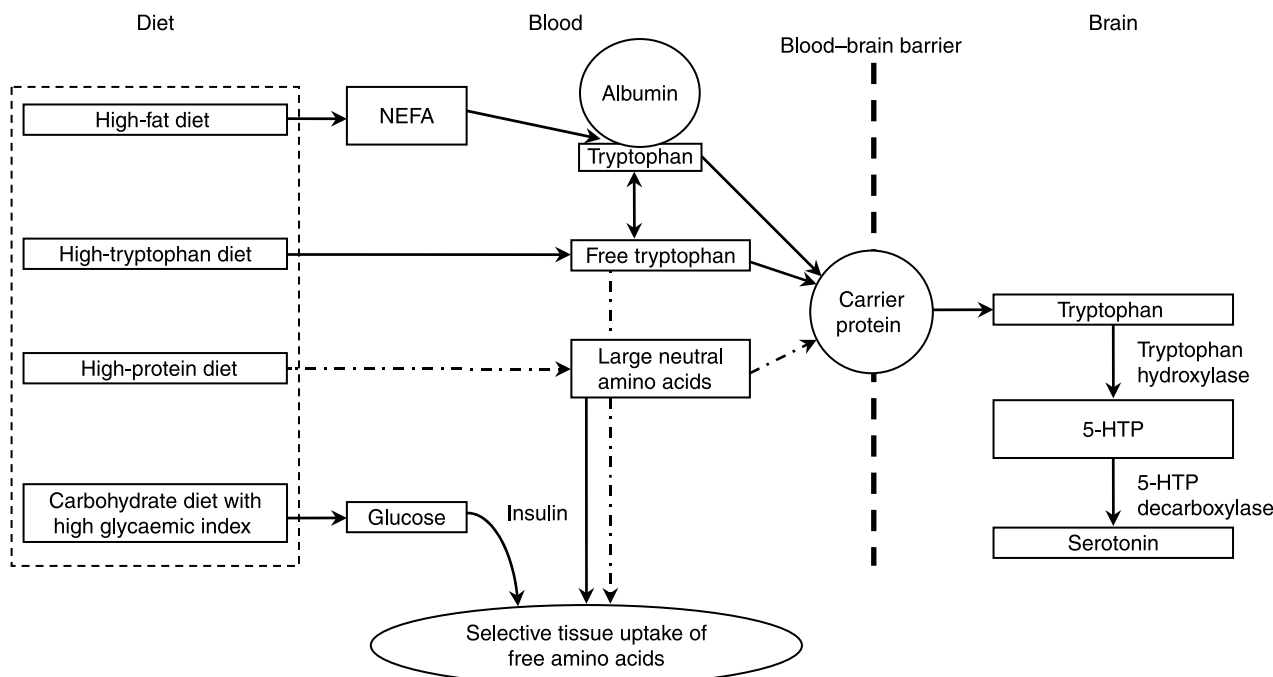 Diet
Blood
Brain
Blood–brain barrier
Albumin
High-fat diet
NEFA
Tryptophan
High-tryptophan diet
Free tryptophan
Carrier
protein
Tryptophan
Tryptophan
hydroxylase
High-protein diet
Large neutral
amino acids
5-HTP
5-HTP
decarboxylase
Carbohydrate diet with
high glycaemic index
Glucose
Insulin
Serotonin
Selective tissue uptake of
free amino acids